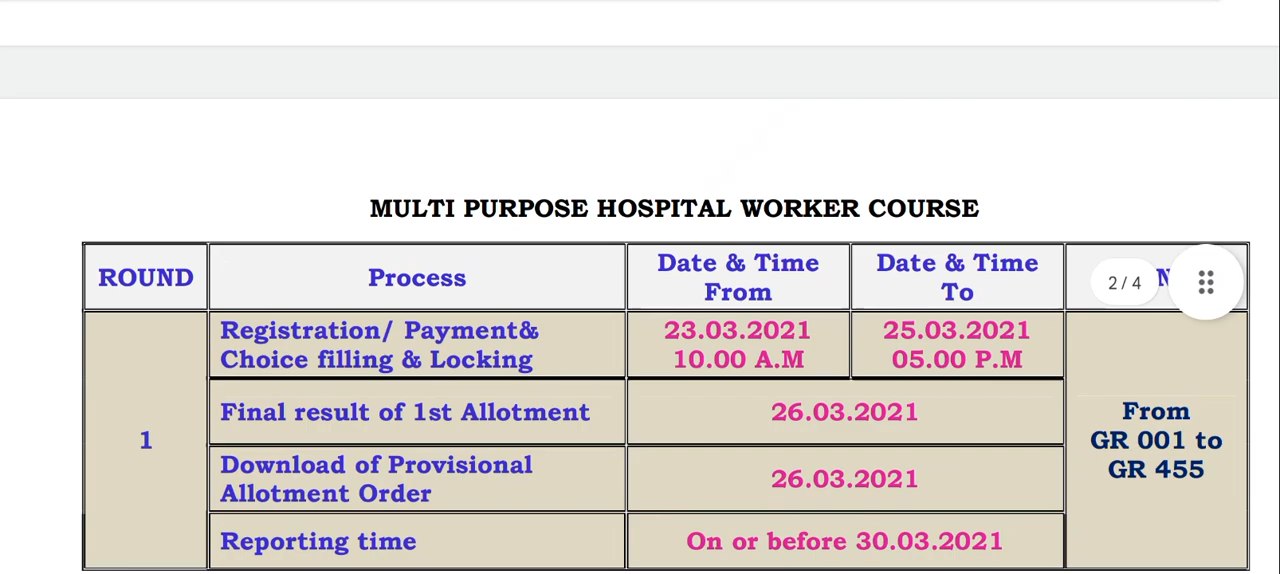 MULTI PURPOSE HOSPITAL WORKER COURSE
ROUND
Process
Date & Time
From
Date & Time
To
2 / 4
1
Registration/ Payment&
Choice filling & Locking
23.03.2021
10.00 A.M
25.03.2021
05.00 P.M
Final result of 1st Allotment
26.03.2021
Download of Provisional
Allotment Order
26.03.2021
Reporting time
On or before 30.03.2021
From
GR 001 to
GR 455